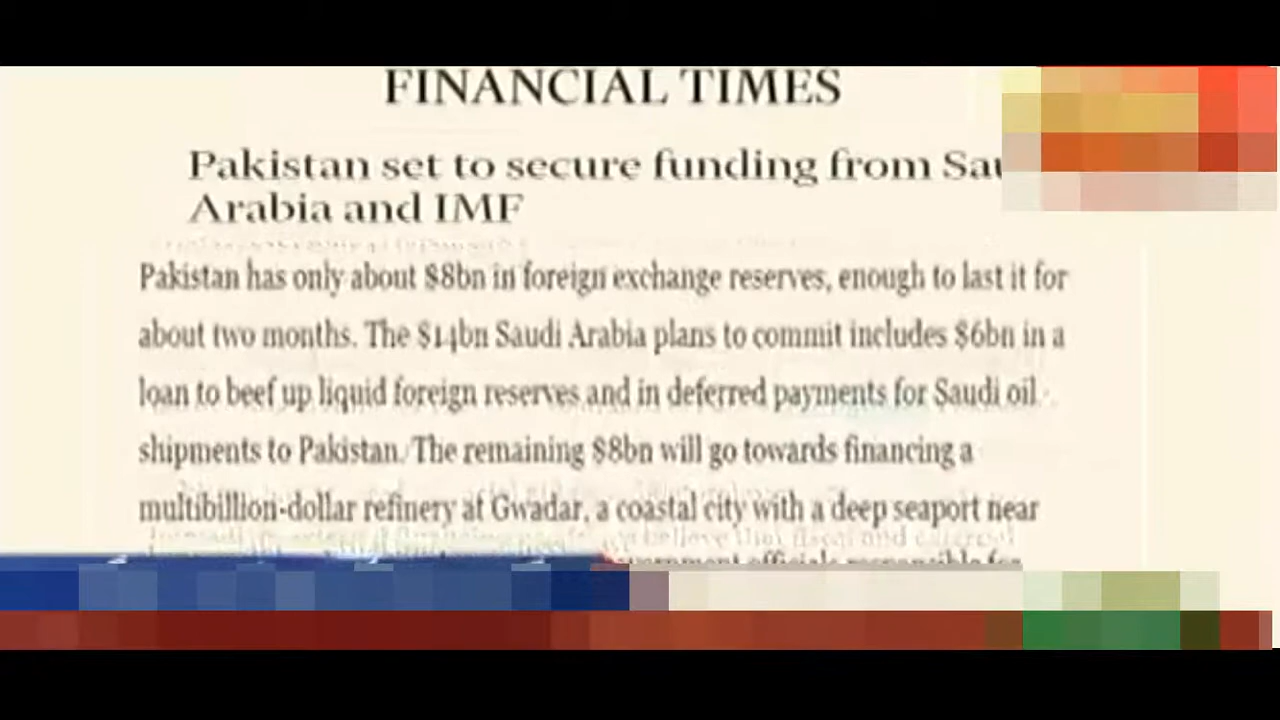 FINANCIAL TIMES
Pakistan set to secure funding from
Arabia and IMF
Pakistan has only about $8bn in foreign exchange reserves, enough to last it for
about two months. The $14bn Saudi Arabia plans to commit includes $6bn in a
loan to beef up liquid foreign reserves and in deferred payments for Saudi oil
shipments to Pakistan. The remaining $8bn will go towards financing a
multibillion-dollar refinery at Gwadar, a coastal city with a deep seaport near